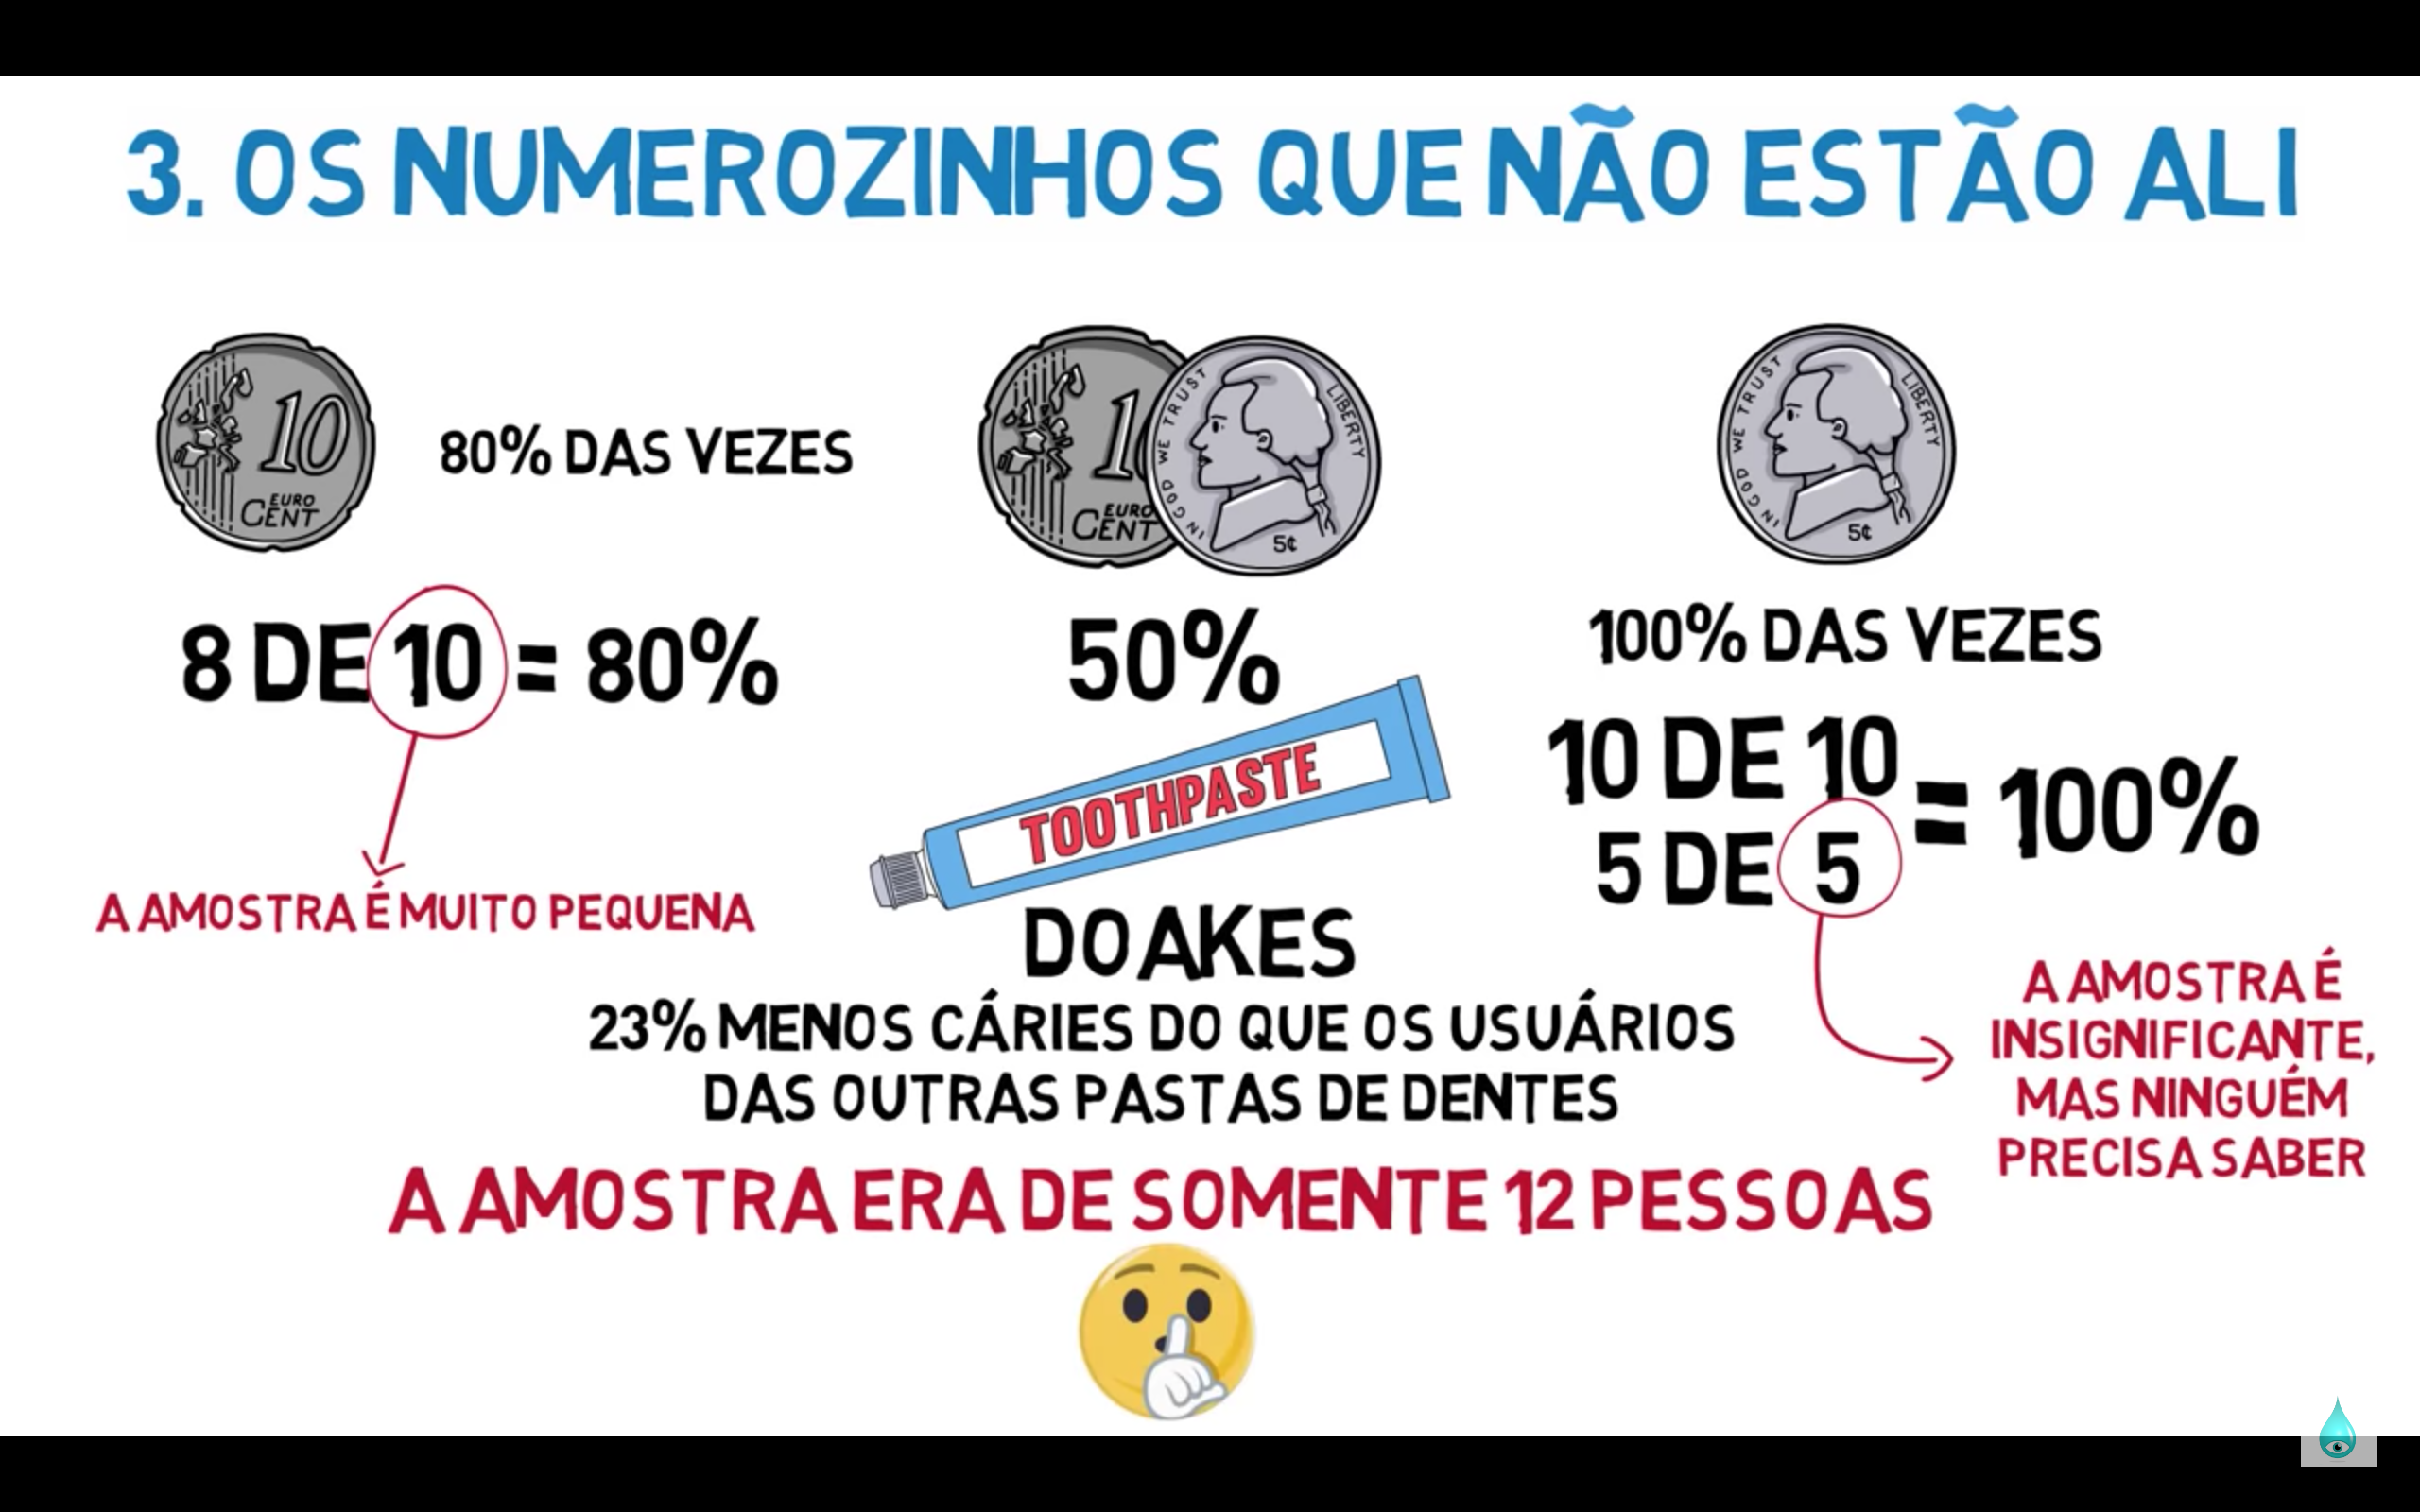 3. OS NUMEROZINHOS QUE NÃO ESTÃO ALI
10
EURO
CENT
80% DAS VEZES
8 DE 10 = 80%
A AMOSTRA É MUITO PEQUENA
EURO
CENT
IN GOD WE TRUST
LIBERTY
5¢
50%
TOOTHPASTE
DOAKES
23% MENOS CÁRIES DO QUE OS USUÁRIOS
DAS OUTRAS PASTAS DE DENTES
A AMOSTRA ERA DE SOMENTE 12 PESSOAS
IN GOD WE TRUST
LIBERTY
5¢
100% DAS VEZES
10 DE 10
5 DE 5
= 100%
A AMOSTRA É
INSIGNIFICANTE,
MAS NINGUÉM
PRECISA SABER